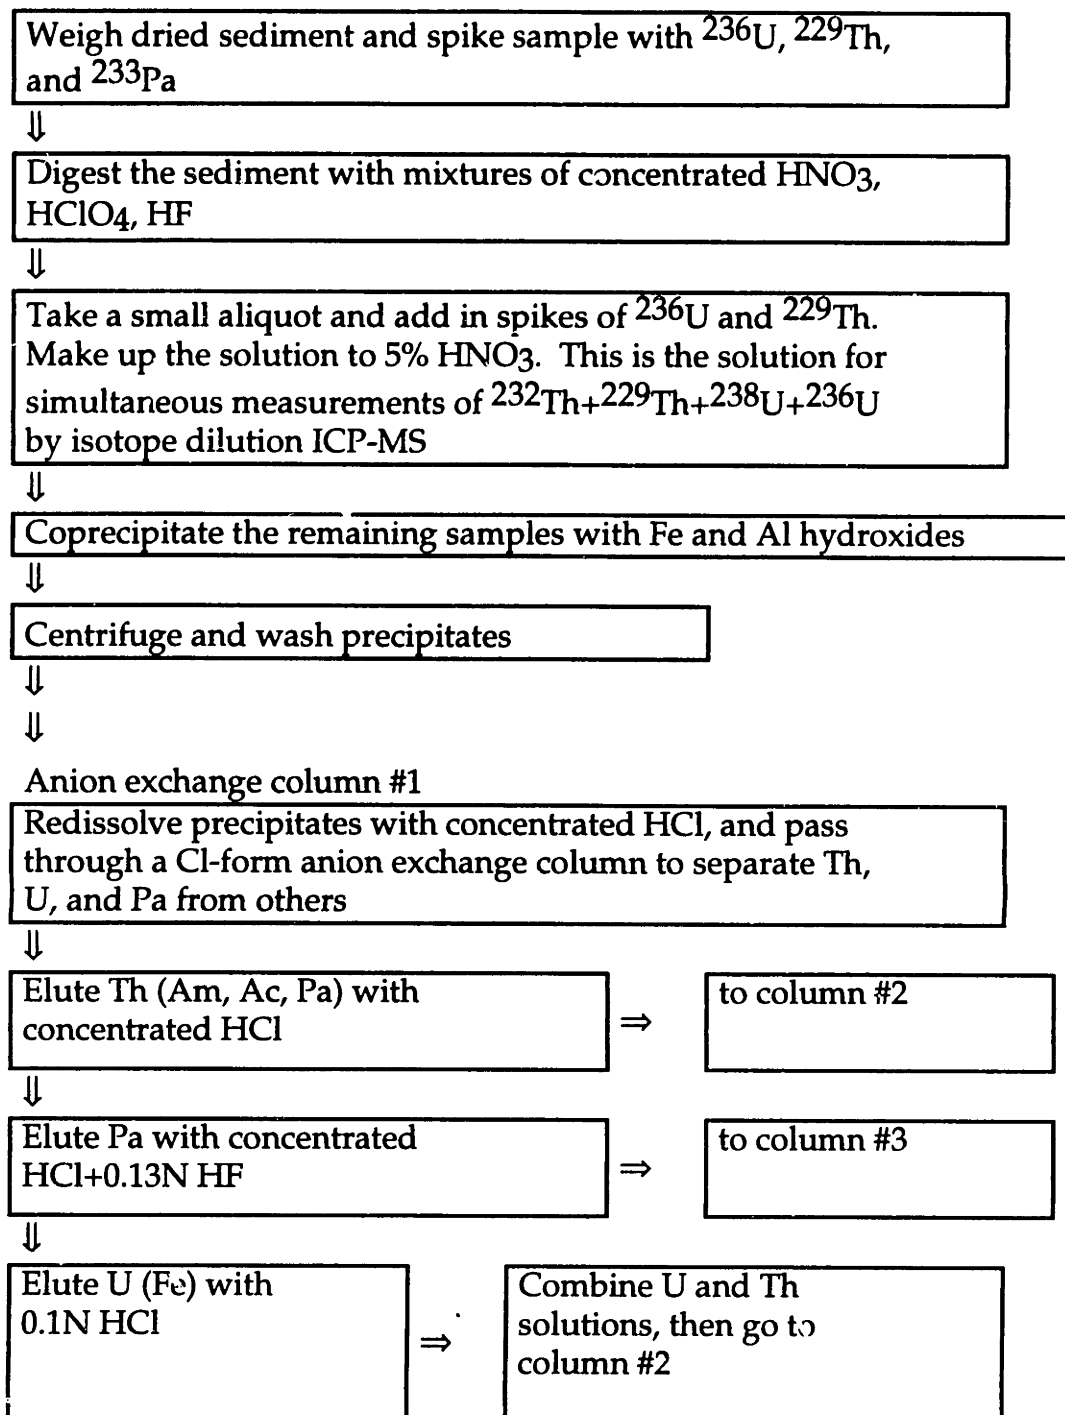 Weigh dried sediment and spike sample with 236U, 229Th,
and 233Pa
⇓
Digest the sediment with mixtures of concentrated HNO3,
HClO4, HF
⇓
Take a small aliquot and add in spikes of 236U and 229Th.
Make up the solution to 5% HNO3. This is the solution for
simultaneous measurements of 232Th+229Th+238U+236U
by isotope dilution ICP-MS
⇓
Coprecipitate the remaining samples with Fe and Al hydroxides
⇓
Centrifuge and wash precipitates
⇓
⇓
Anion exchange column #1
Redissolve precipitates with concentrated HCl, and pass
through a Cl-form anion exchange column to separate Th,
U, and Pa from others
⇓
Elute Th (Am, Ac, Pa) with
concentrated HCl
⇒
to column #2
⇓
Elute Pa with concentrated
HCl+0.13N HF
⇒
to column #3
⇓
Elute U (Fe) with
0.1N HCl
⇒
Combine U and Th
solutions, then go to
column #2